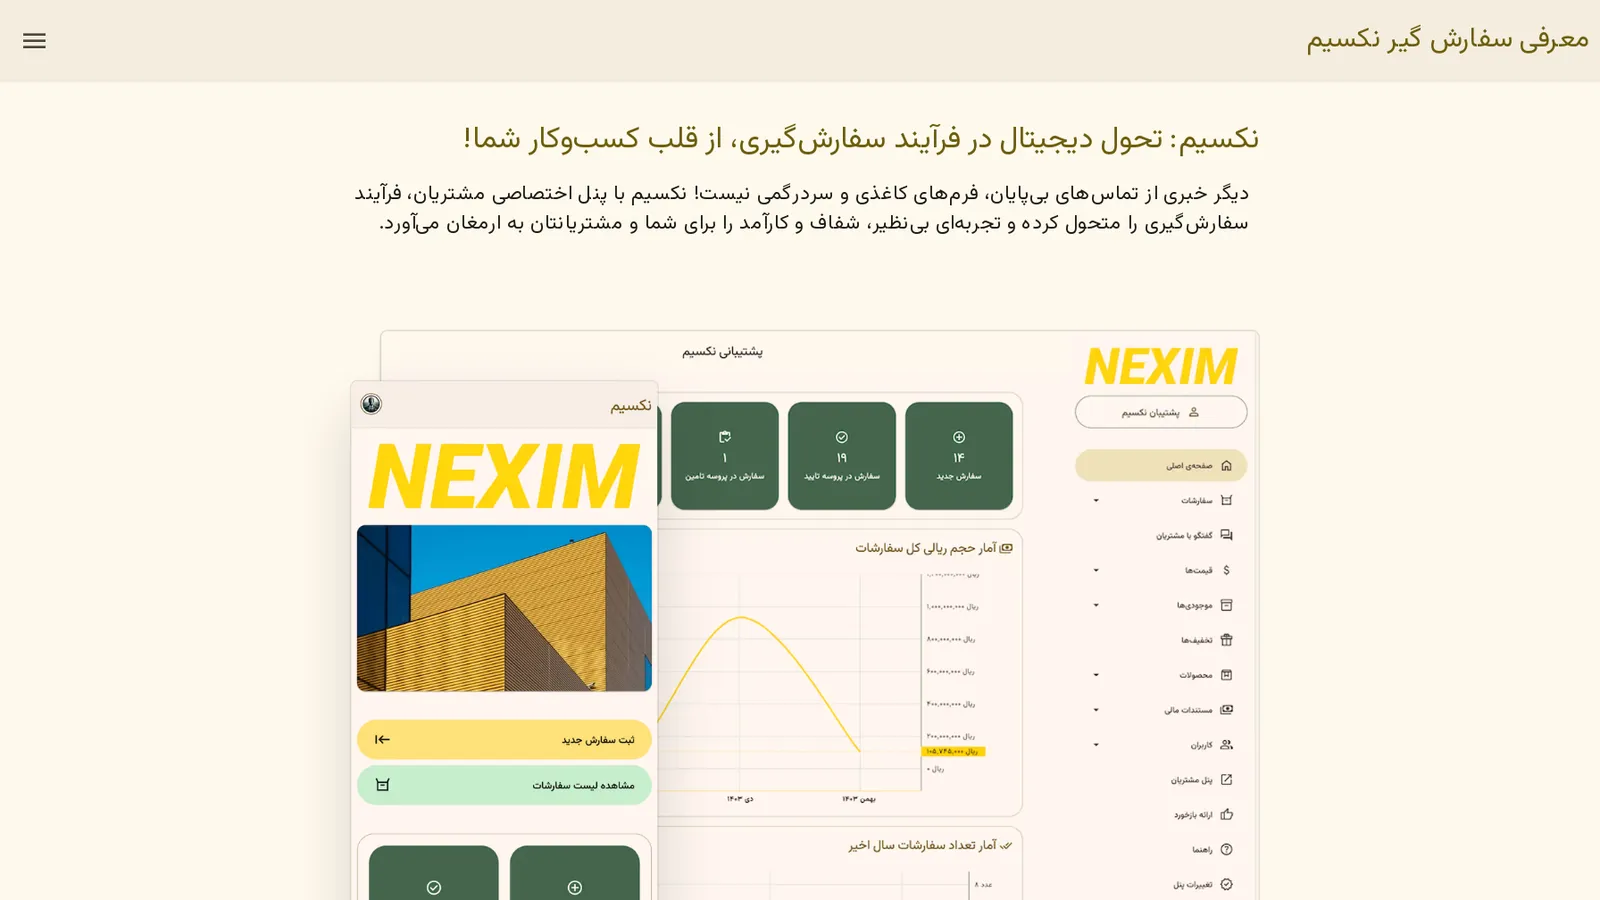 معرفی سفارش گیر نکسیم
نکسیم: تحول دیجیتال در فرآیند سفارش‌گیری، از قلب کسب‌وکار شما!
دیگر خبری از تماس‌های بی‌پایان، فرم‌های کاغذی و سردرگمی نیست! نکسیم با پنل اختصاصی مشتریان، فرآیند
سفارش‌گیری را متحول کرده و تجربه‌ای بی‌نظیر، شفاف و کارآمد را برای شما و مشتریانتان به ارمغان می‌آورد.
NEXIM
پشتیبان نکسیم
صفحه‌ی اصلی
سفارشات
گفتگو با مشتریان
قیمت‌ها
موجودی‌ها
تخفیف‌ها
محصولات
مستندات مالی
کاربران
پنل مشتریان
ارائه بازخورد
راهنما
تغییرات پنل
پشتیبانی نکسیم
۱۴
سفارش جدید
۱۹
سفارش در پروسه تایید
۱
سفارش در پروسه تامین
آمار حجم ریالی کل سفارشات
ریال ۱,۰۰۰,۰۰۰,۰۰۰
ریال ۸۰۰,۰۰۰,۰۰۰
ریال ۶۰۰,۰۰۰,۰۰۰
ریال ۴۰۰,۰۰۰,۰۰۰
ریال ۲۰۰,۰۰۰,۰۰۰
ریال ۱۰۵,۷۴۵,۰۰۰
ریال ۰
دی ۱۴۰۳
بهمن ۱۴۰۳
آمار تعداد سفارشات سال اخیر
عدد ۸
نکسیم
NEXIM
ثبت سفارش جدید
مشاهده لیست سفارشات